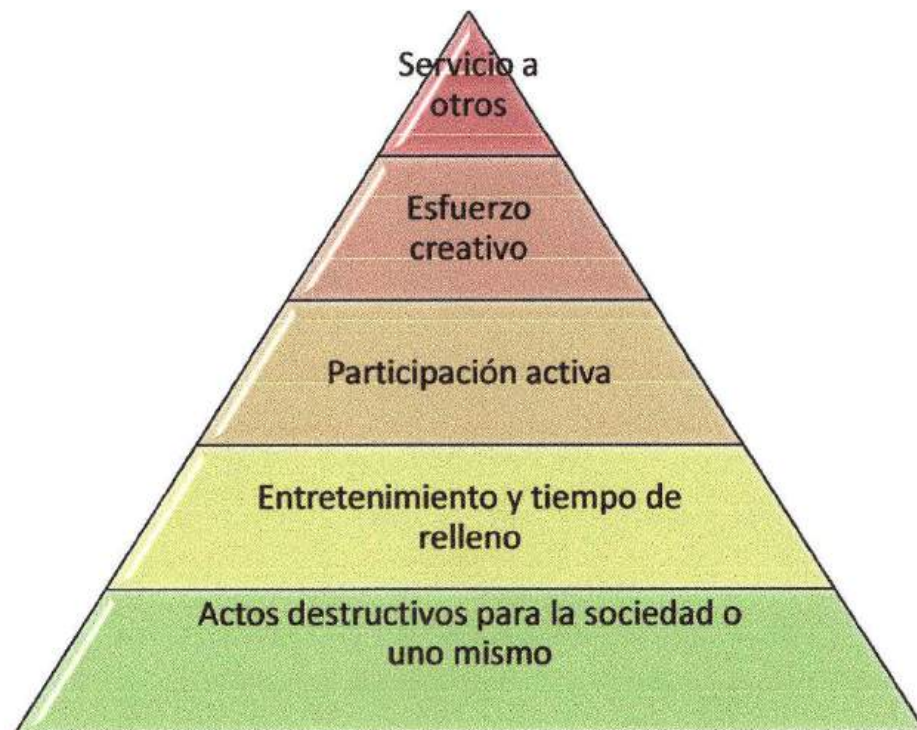 Servicio a
otros
Esfuerzo
creativo
Participación activa
Entretenimiento y tiempo de
relleno
Actos destructivos para la sociedad o
uno mismo